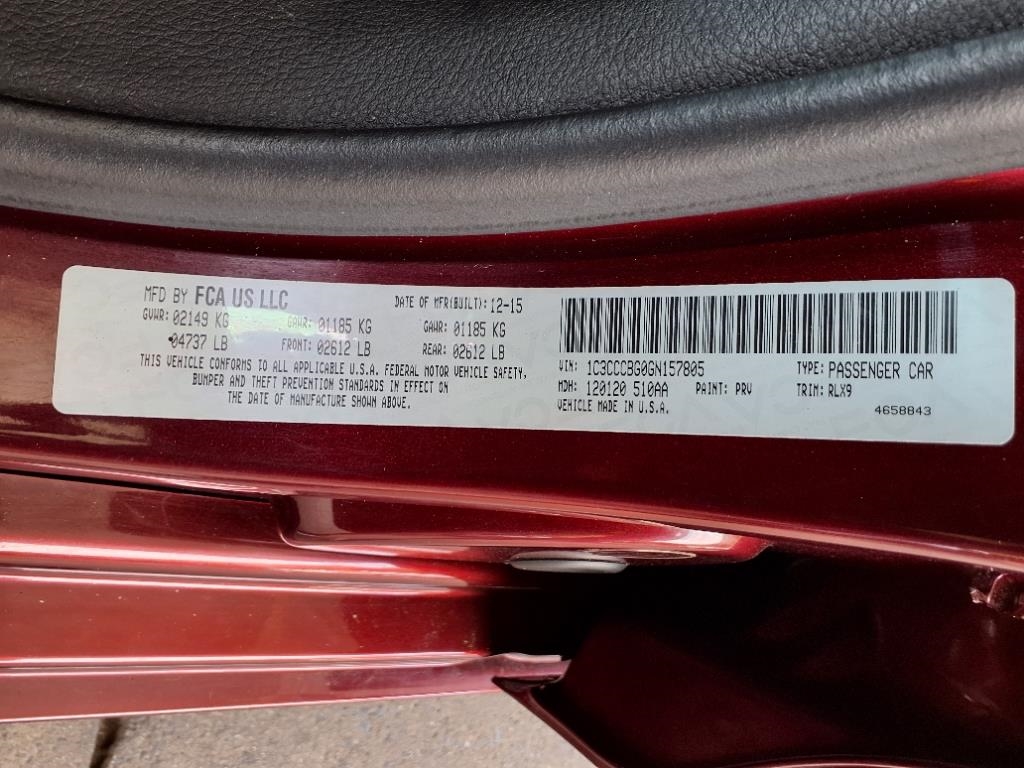 MFD BY FCA US LLC
DATE OF MFR(BUILT): 12-15
GVWR: 02149 KG GAWR: 01185 KG GAWR: 01185 KG
04737 LB FRONT: 02612 LB REAR: 02612 LB
THIS VEHICLE CONFORMS TO ALL APPLICABLE U.S.A. FEDERAL MOTOR VEHICLE SAFETY,
BUMPER AND THEFT PREVENTION STANDARDS IN EFFECT ON
THE DATE OF MANUFACTURE SHOWN ABOVE.
VIN: 1C3CCCBG0GN157805 TYPE: PASSENGER CAR
MDH: 120120 510AA PAINT: PRV TRIM: RLX9
VEHICLE MADE IN U.S.A. 4658843